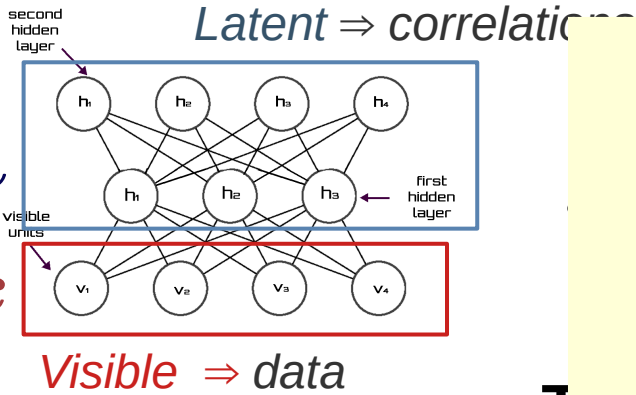 second
hidden
layer
Latent ⇒ correlations
h₁ h₂ h₃ h₄
h₁ h₂ h₃
first
hidden
layer
visible
units
v₁ v₂ v₃ v₄
Visible ⇒ data